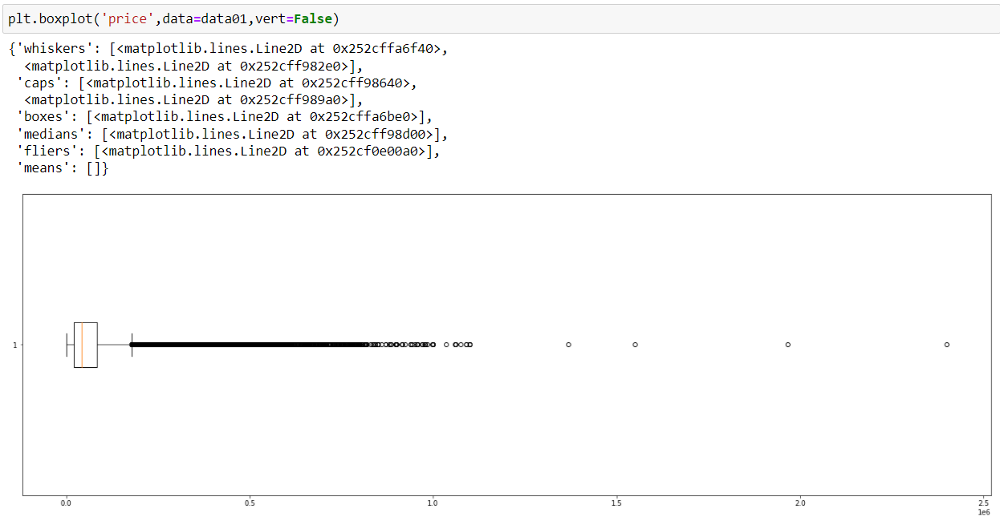 plt.boxplot('price',data=data01,vert=False)
{'whiskers': [<matplotlib.lines.Line2D at 0x252cffa6f40>,
<matplotlib.lines.Line2D at 0x252cff982e0>],
'caps': [<matplotlib.lines.Line2D at 0x252cff98640>,
<matplotlib.lines.Line2D at 0x252cff989a0>],
'boxes': [<matplotlib.lines.Line2D at 0x252cffa6be0>],
'medians': [<matplotlib.lines.Line2D at 0x252cff98d00>],
'fliers': [<matplotlib.lines.Line2D at 0x252cf0e00a0>],
'means': []}
1
0.0 0.5 1.0 1.5 2.0 2.5
1e6